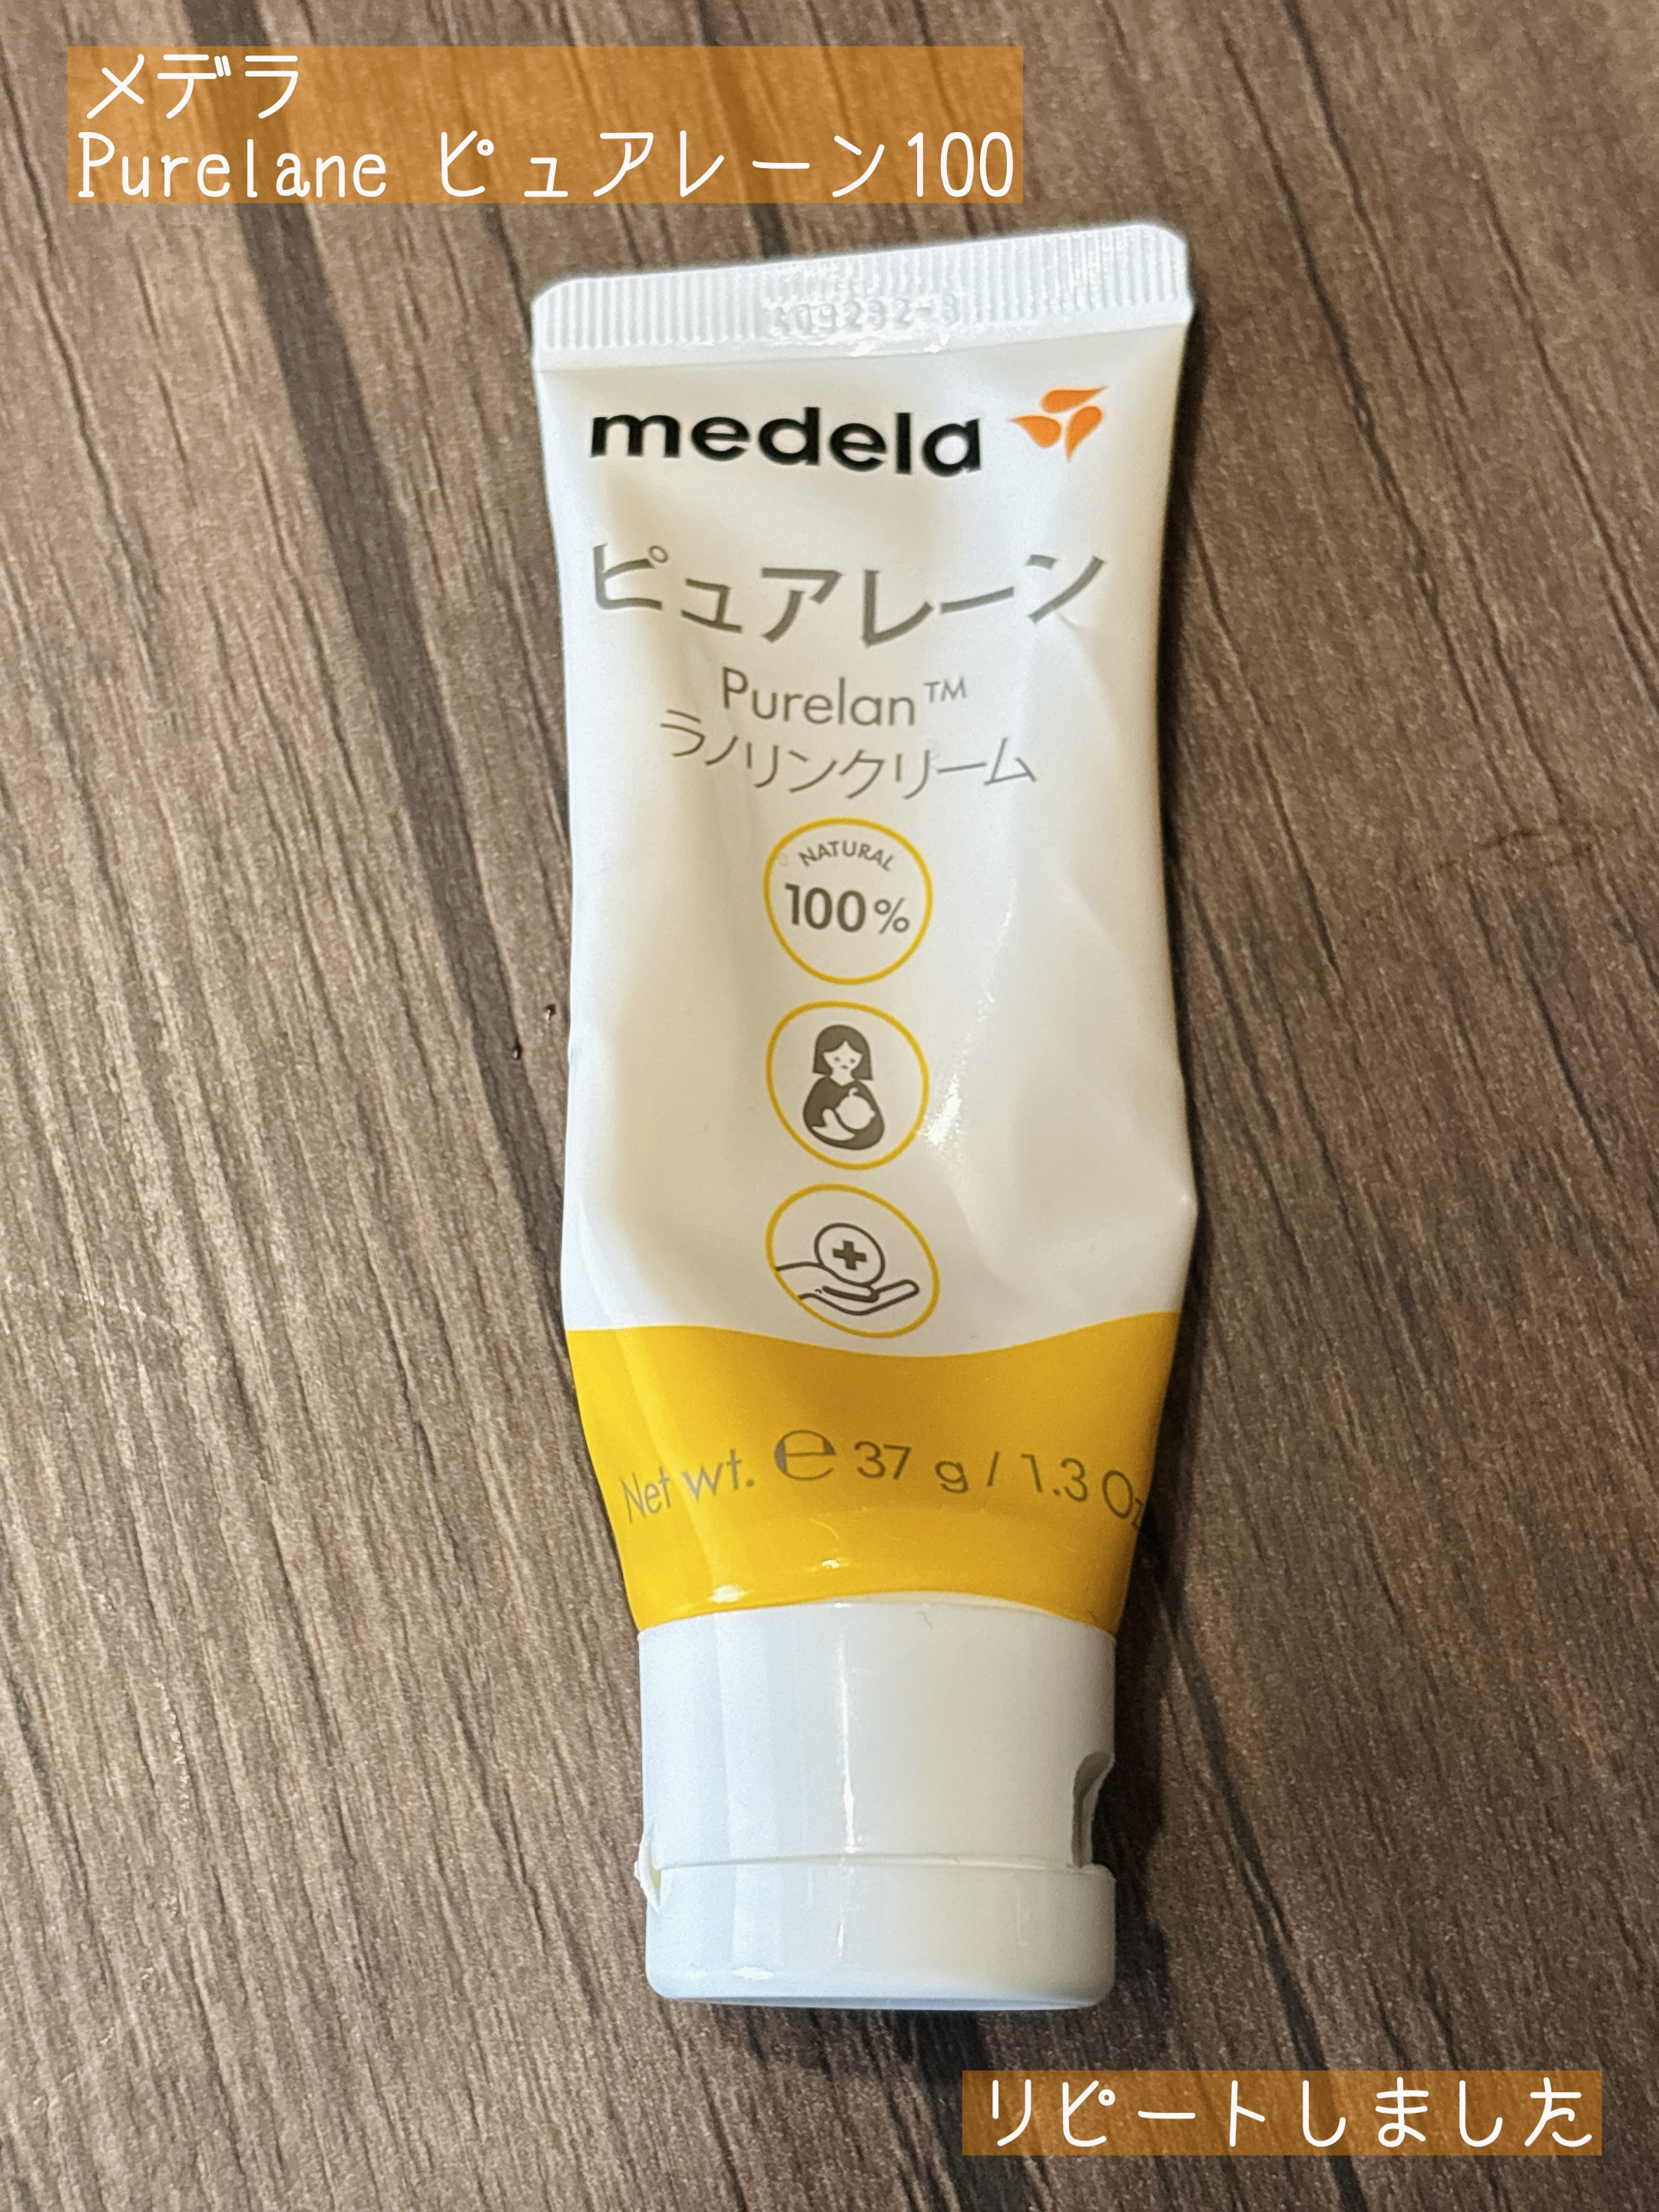 メデラ
Purelane ピュアレーン100
medela
ピュアレーン
Purelan™
ラノリンクリーム
NATURAL
100%
Net wt. ℮ 37 g / 1.3 Oz
リピートしました